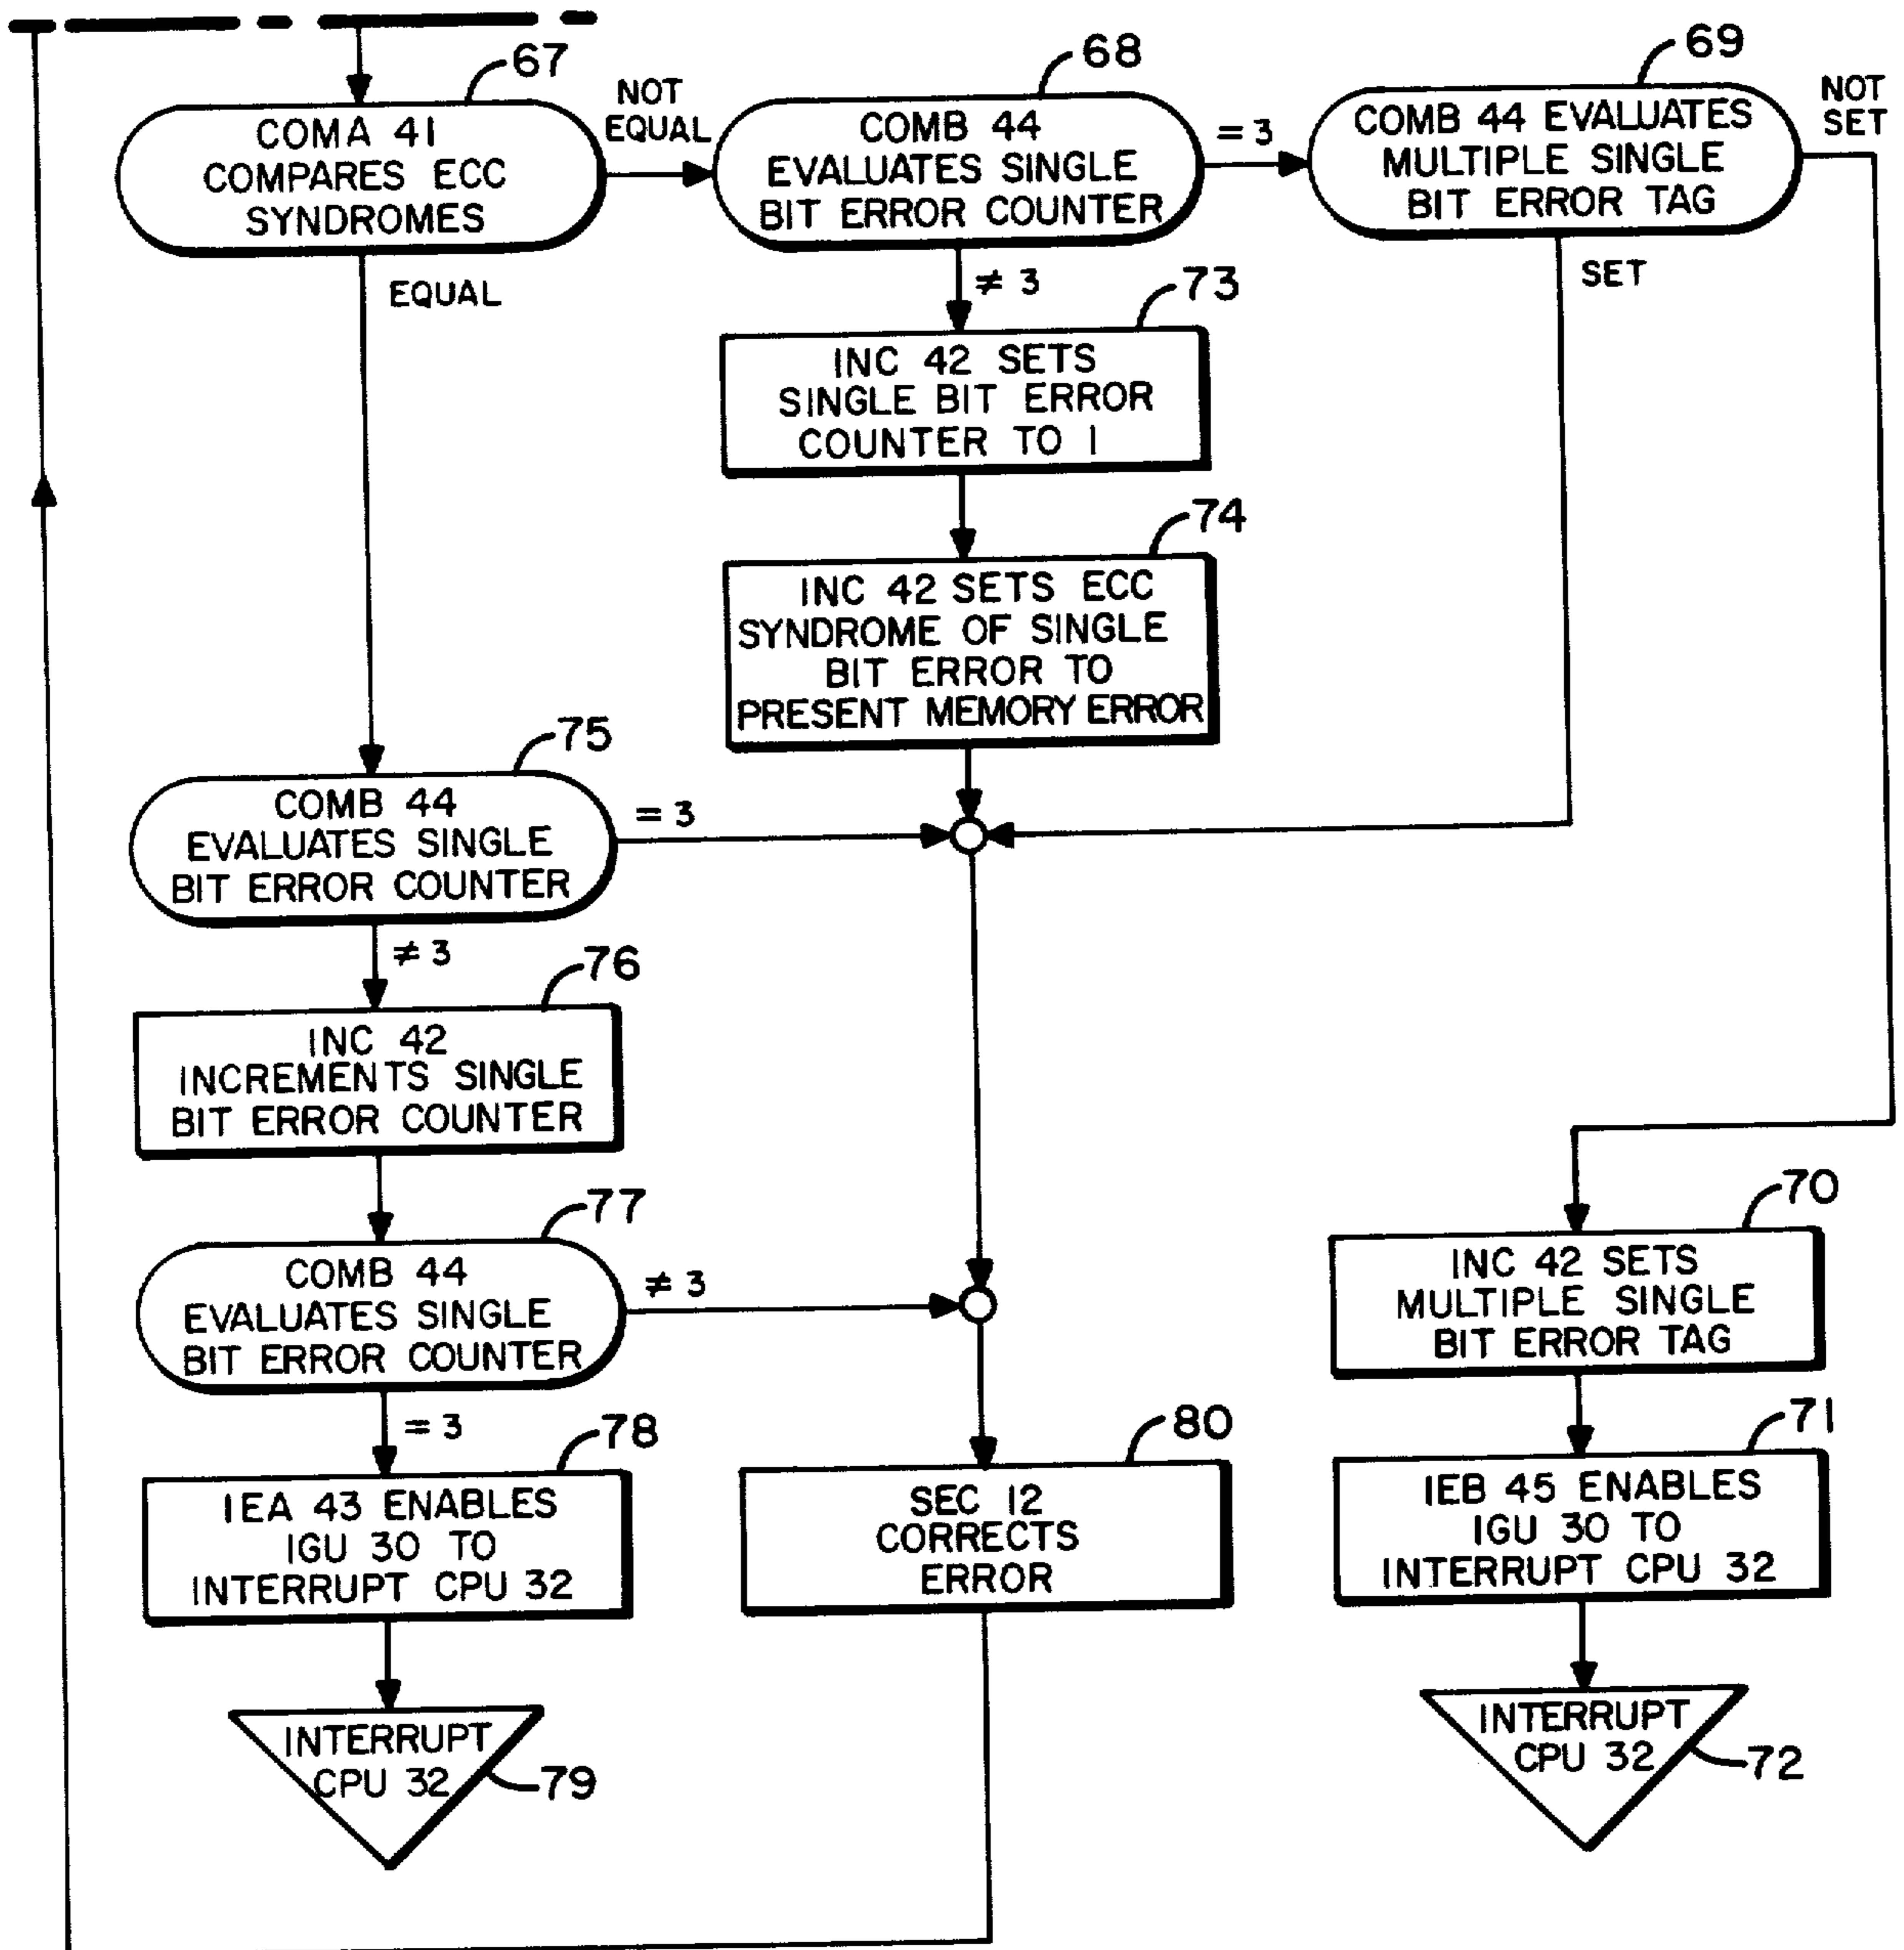 67
COMA 41
COMPARES ECC
SYNDROMES
NOT
EQUAL
EQUAL
68
COMB 44
EVALUATES SINGLE
BIT ERROR COUNTER
= 3
≠ 3
69
COMB 44 EVALUATES
MULTIPLE SINGLE
BIT ERROR TAG
NOT
SET
SET
73
INC 42 SETS
SINGLE BIT ERROR
COUNTER TO 1
74
INC 42 SETS ECC
SYNDROME OF SINGLE
BIT ERROR TO
PRESENT MEMORY ERROR
75
COMB 44
EVALUATES SINGLE
BIT ERROR COUNTER
= 3
≠ 3
76
INC 42
INCREMENTS SINGLE
BIT ERROR COUNTER
77
COMB 44
EVALUATES SINGLE
BIT ERROR COUNTER
≠ 3
= 3
78
IEA 43 ENABLES
IGU 30 TO
INTERRUPT CPU 32
INTERRUPT
CPU 32
79
80
SEC 12
CORRECTS
ERROR
70
INC 42 SETS
MULTIPLE SINGLE
BIT ERROR TAG
71
IEB 45 ENABLES
IGU 30 TO
INTERRUPT CPU 32
INTERRUPT
CPU 32
72